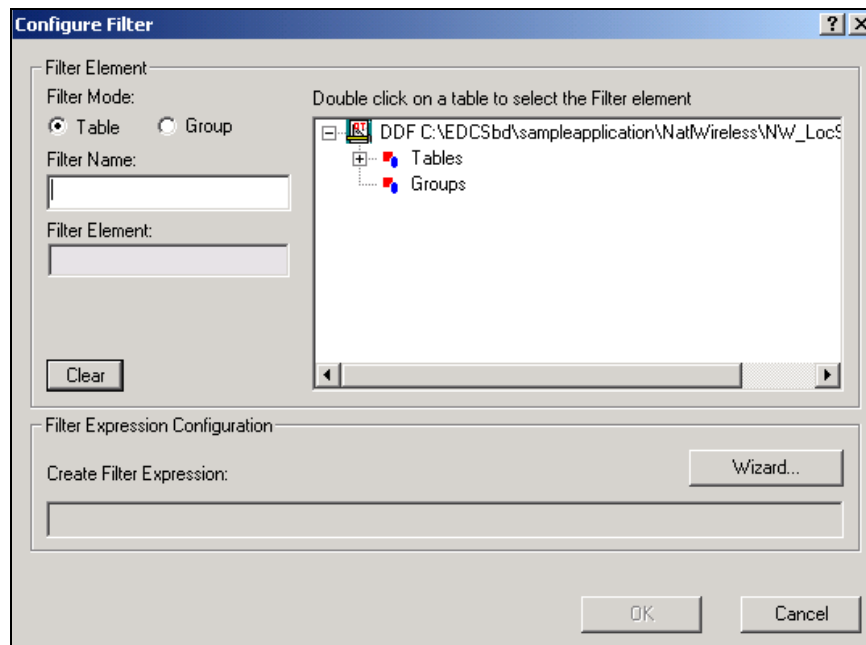 Configure Filter
Filter Element
Filter Mode:
Table Group
Filter Name:
Filter Element:
Clear
Double click on a table to select the Filter element
DDF C:\EDCSbd\sampleapplication\NatlWireless\NW_LocS
Tables
Groups
Filter Expression Configuration
Create Filter Expression:
Wizard...
OK Cancel